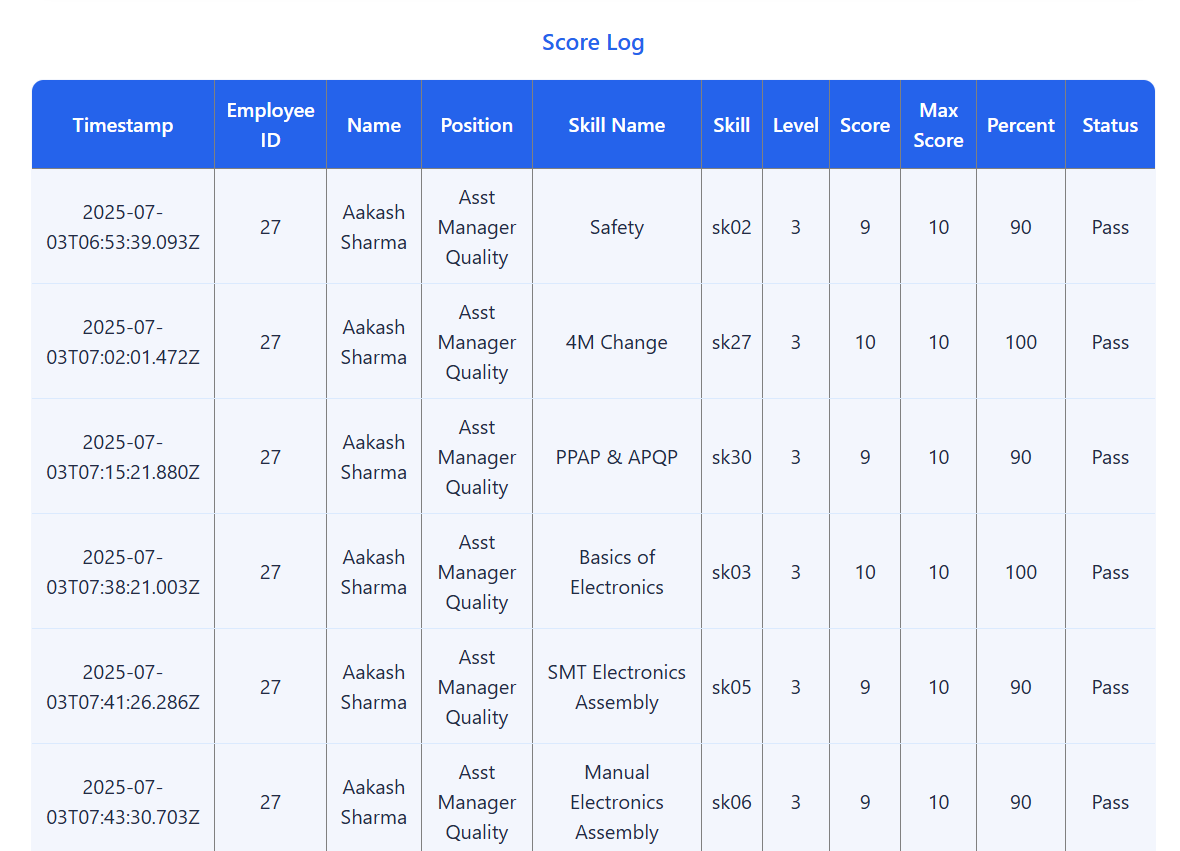 Score Log
Timestamp Employee ID Name Position Skill Name Skill Level Score Max Score Percent Status
2025-07-03T06:53:39.093Z 27 Aakash Sharma Asst Manager Quality Safety sk02 3 9 10 90 Pass
2025-07-03T07:02:01.472Z 27 Aakash Sharma Asst Manager Quality 4M Change sk27 3 10 10 100 Pass
2025-07-03T07:15:21.880Z 27 Aakash Sharma Asst Manager Quality PPAP & APQP sk30 3 9 10 90 Pass
2025-07-03T07:38:21.003Z 27 Aakash Sharma Asst Manager Quality Basics of Electronics sk03 3 10 10 100 Pass
2025-07-03T07:41:26.286Z 27 Aakash Sharma Asst Manager Quality SMT Electronics Assembly sk05 3 9 10 90 Pass
2025-07-03T07:43:30.703Z 27 Aakash Sharma Asst Manager Quality Manual Electronics Assembly sk06 3 9 10 90 Pass